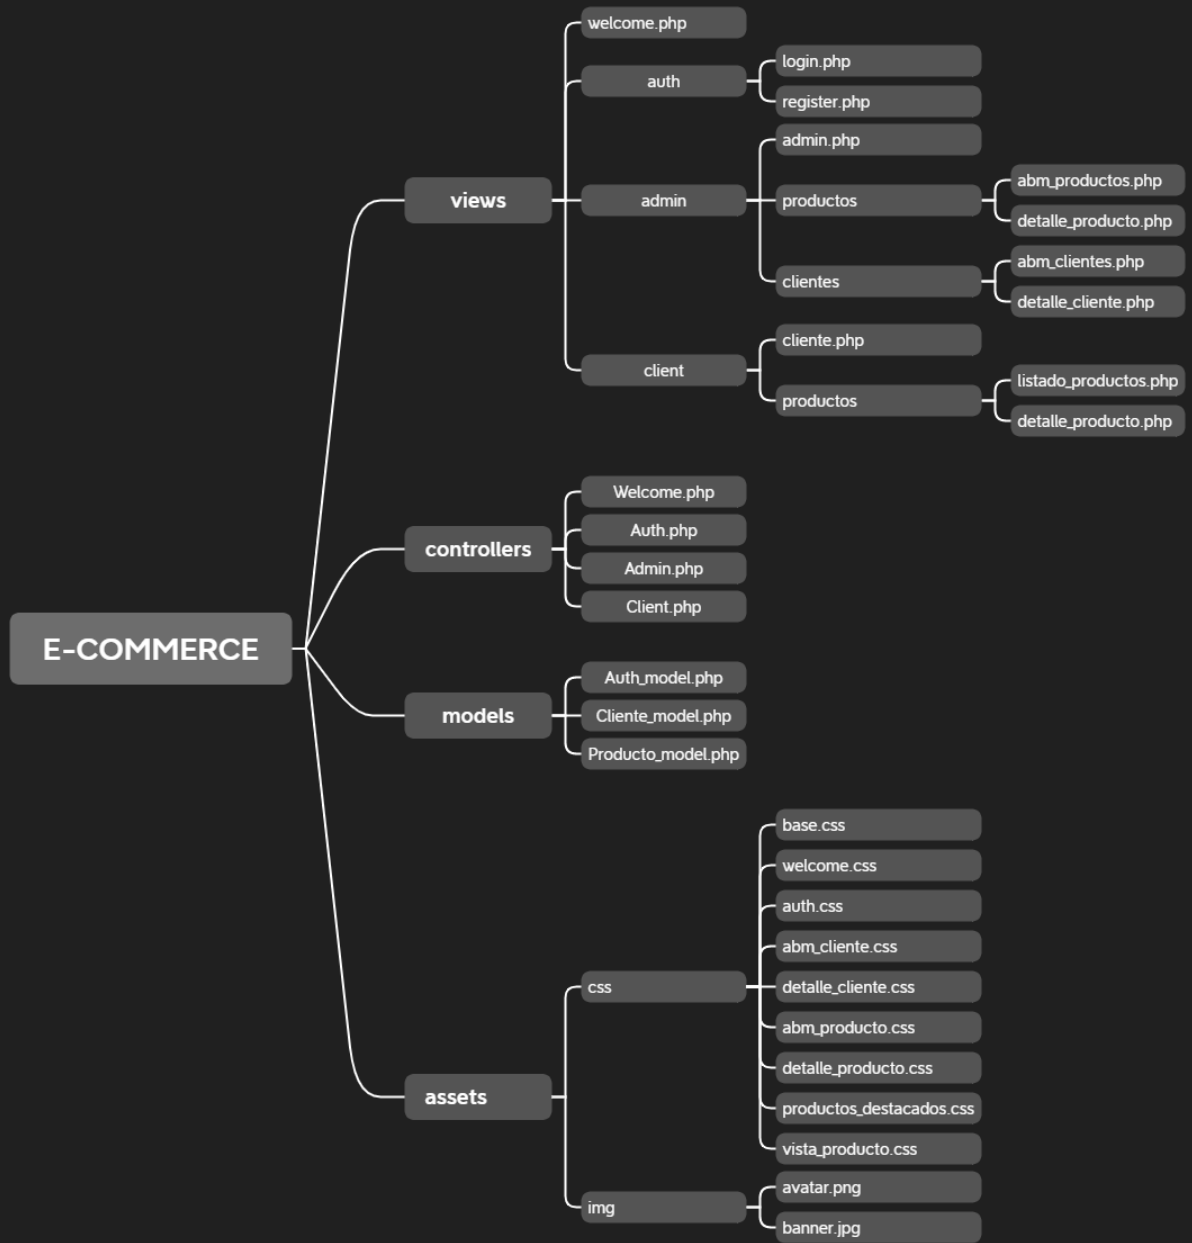 E-COMMERCE
views
welcome.php
auth
login.php
register.php
admin
admin.php
productos
abm_productos.php
detalle_producto.php
clientes
abm_clientes.php
detalle_cliente.php
client
cliente.php
productos
listado_productos.php
detalle_producto.php
controllers
Welcome.php
Auth.php
Admin.php
Client.php
models
Auth_model.php
Cliente_model.php
Producto_model.php
assets
css
base.css
welcome.css
auth.css
abm_cliente.css
detalle_cliente.css
abm_producto.css
detalle_producto.css
productos_destacados.css
vista_producto.css
img
avatar.png
banner.jpg